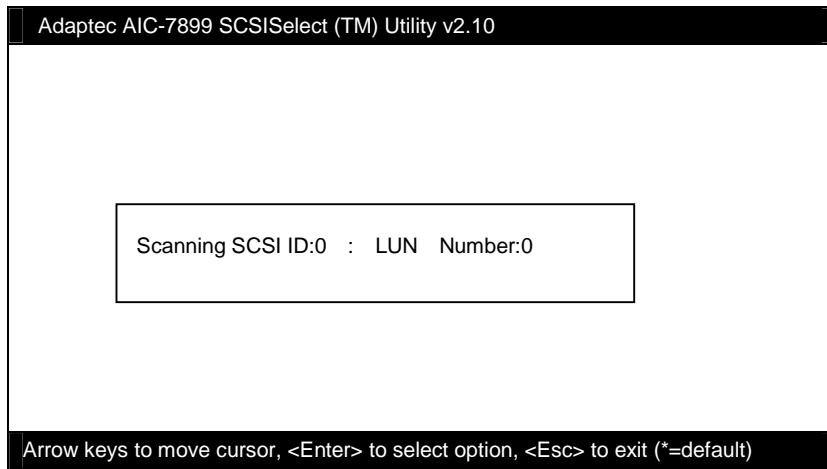 Adaptec AIC-7899 SCSISelect (TM) Utility v2.10
Scanning SCSI ID:0 : LUN Number:0
Arrow keys to move cursor, <Enter> to select option, <Esc> to exit (*=default)